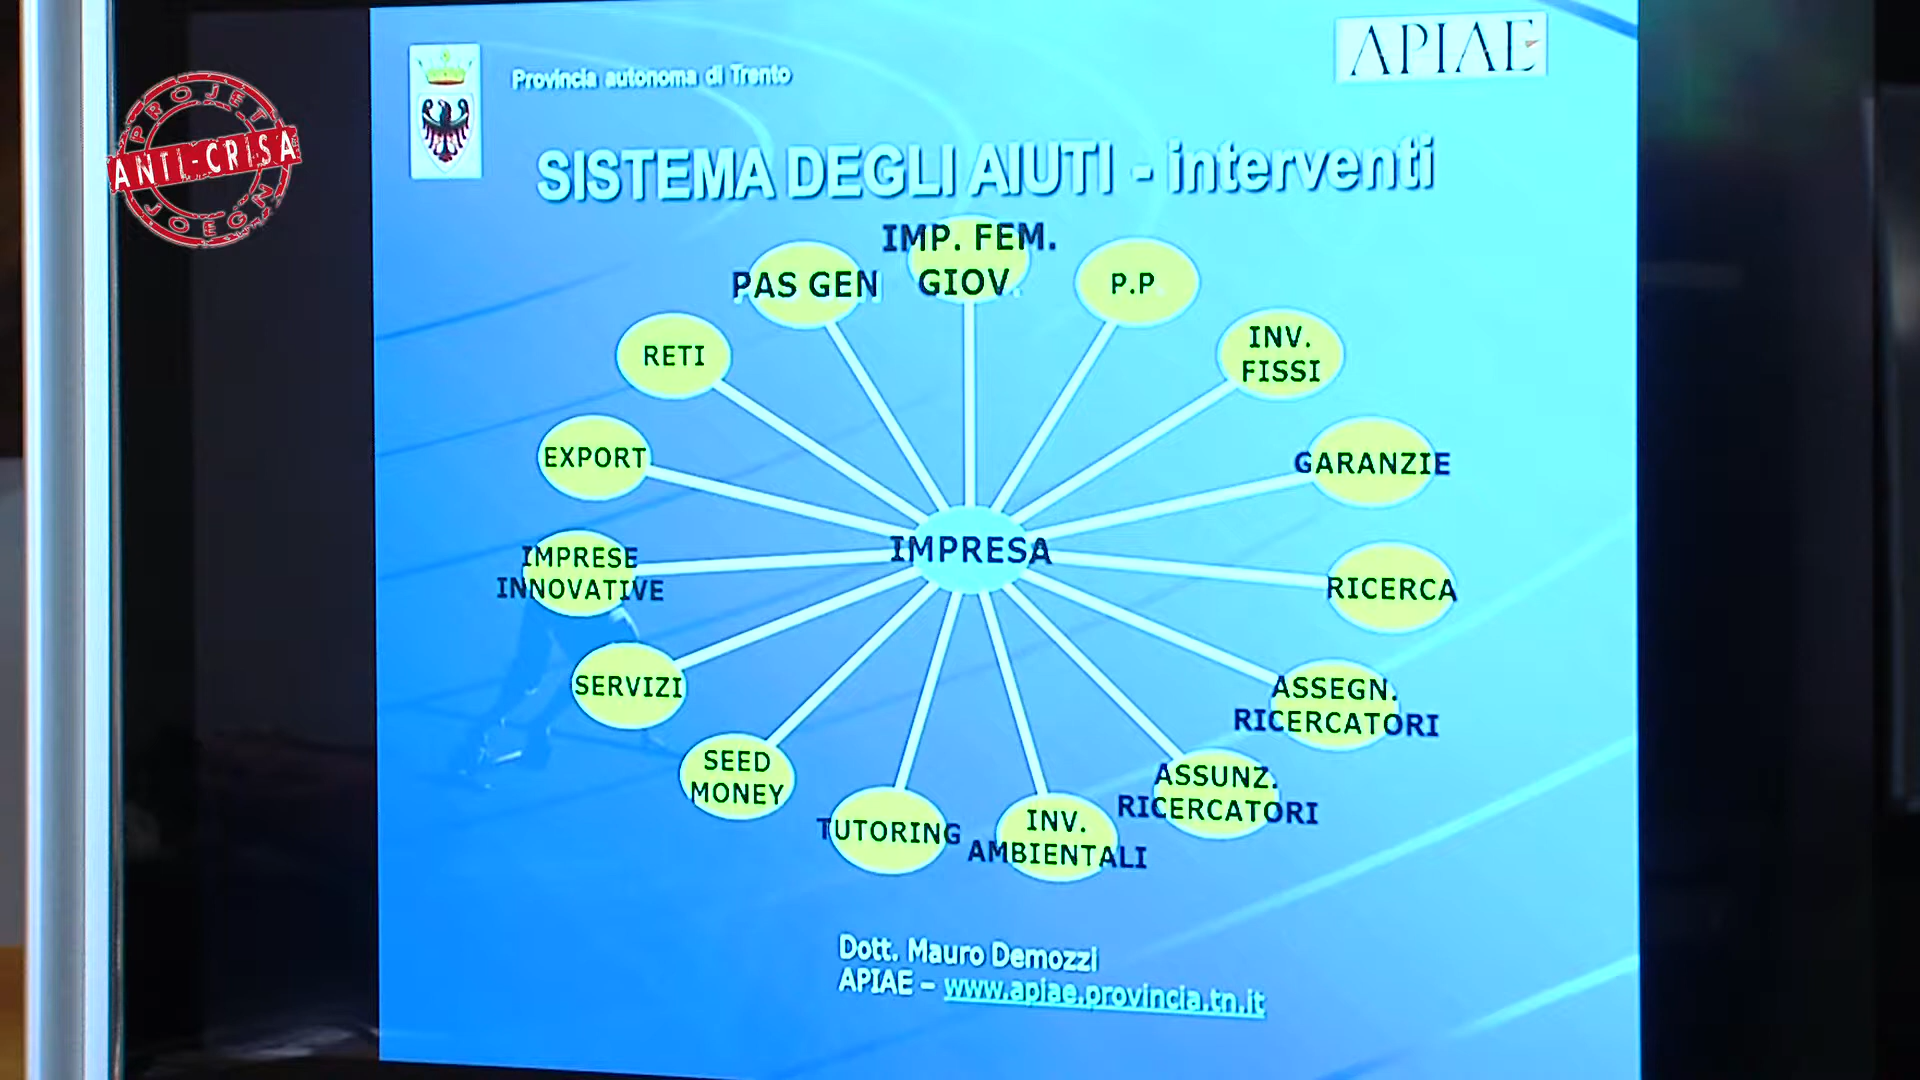 PROJET
ANTI-CRISA
JOEGN
Provincia autonoma di Trento
APIAE
SISTEMA DEGLI AIUTI - interventi
IMP. FEM.
GIOV.
PAS GEN
P.P.
RETI
INV.
FISSI
EXPORT
GARANZIE
IMPRESA
IMPRESE
INNOVATIVE
RICERCA
SERVIZI
ASSEGN.
RICERCATORI
SEED
MONEY
ASSUNZ.
RICERCATORI
TUTORING
INV.
AMBIENTALI
Dott. Mauro Demozzi
APIAE – www.apiae.provincia.tn.it